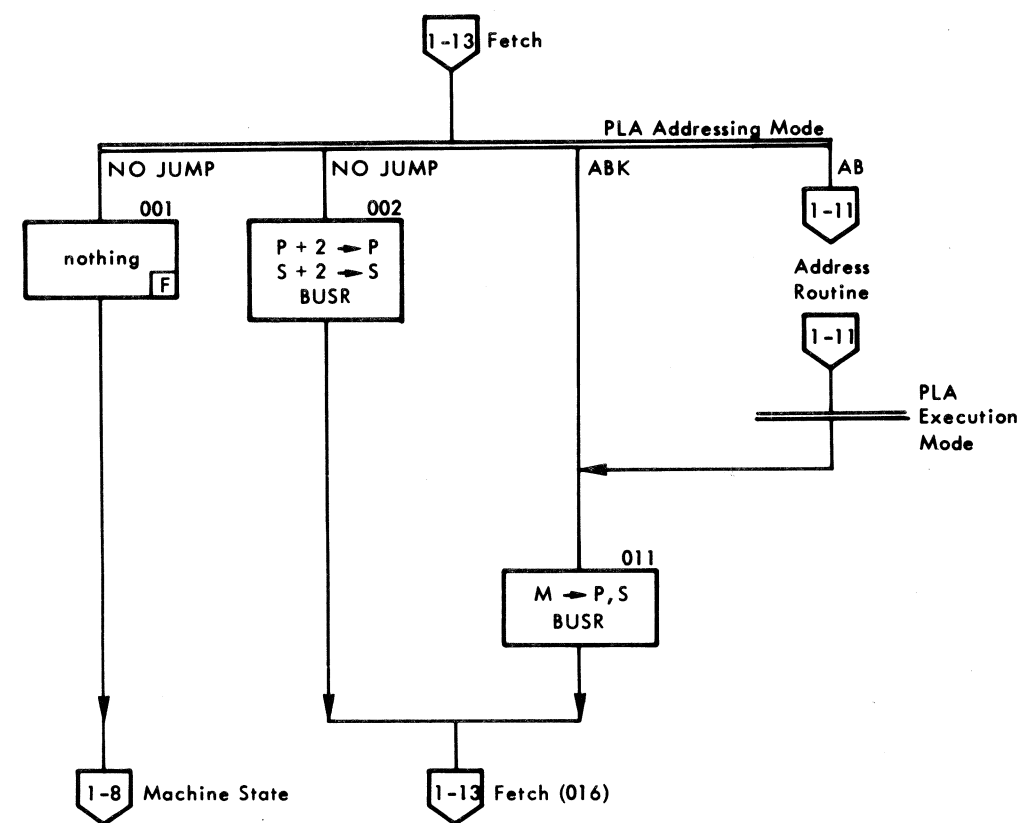 1-13 Fetch
PLA Addressing Mode
NO JUMP
NO JUMP
ABK
AB
001
002
1-11
nothing
F
P + 2 → P
S + 2 → S
BUSR
Address
Routine
1-11
PLA
Execution
Mode
011
M → P, S
BUSR
1-8 Machine State
1-13 Fetch (016)